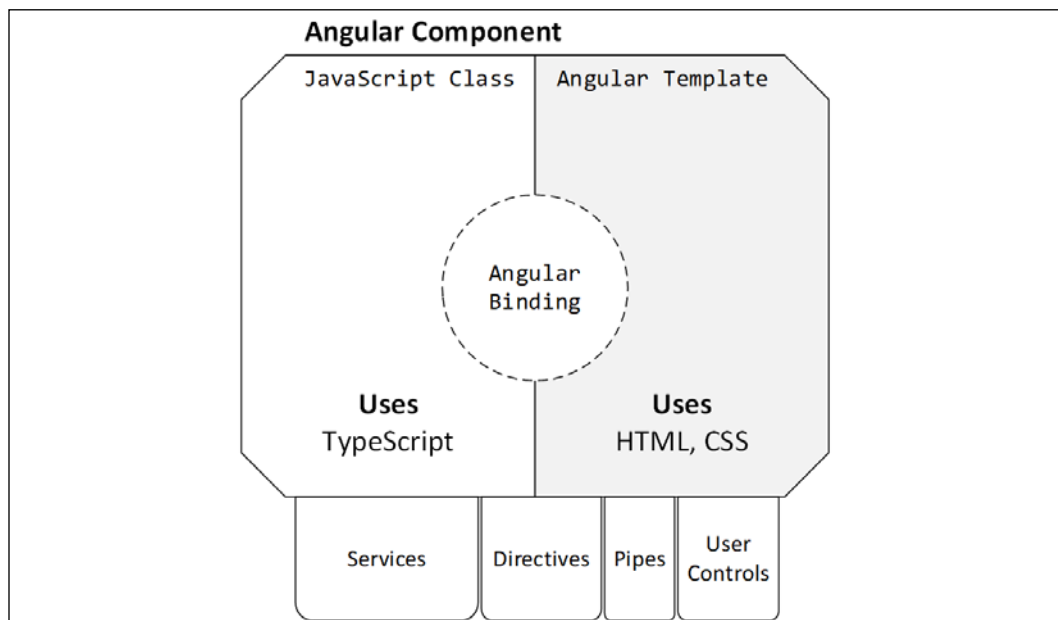 Angular Component
JavaScript Class
Angular Template
Angular
Binding
Uses
TypeScript
Uses
HTML, CSS
Services
Directives
Pipes
User
Controls